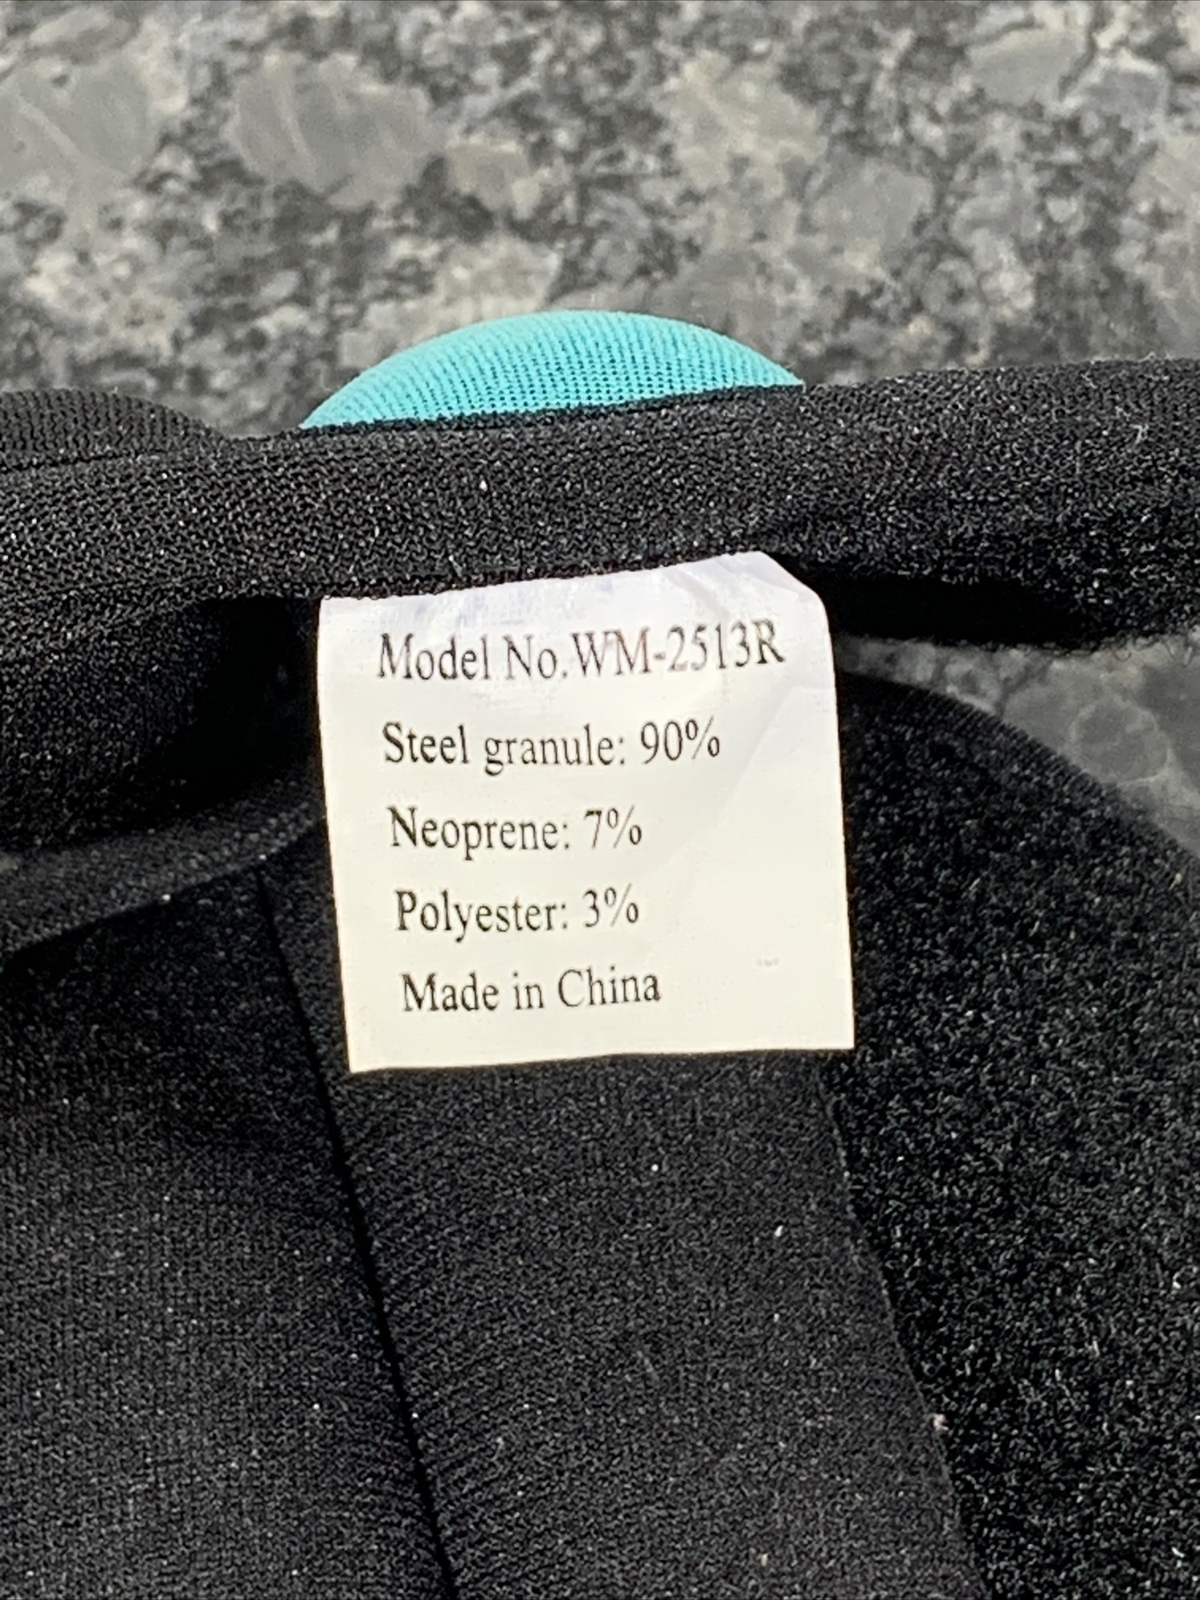 Model No.WM-2513R
Steel granule: 90%
Neoprene: 7%
Polyester: 3%
Made in China